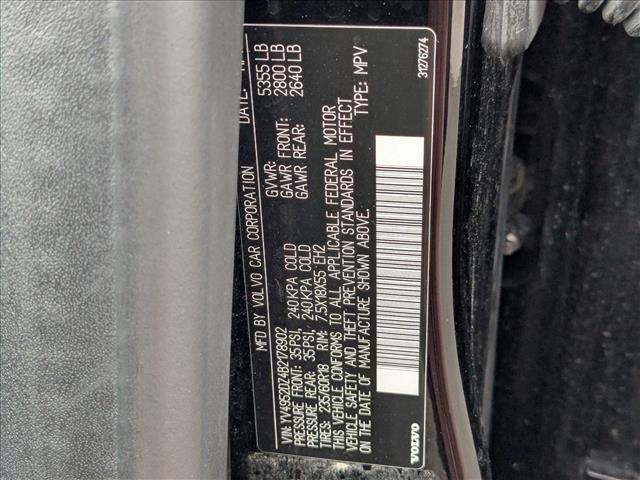 MFD BY VOLVO CAR CORPORATION
DATE:
GVWR: 5355 LB
GAWR FRONT: 2800 LB
GAWR REAR: 2640 LB
VIN: YV4952DZ4B2178902
PRESSURE FRONT: 35PSI, 240KPA COLD
PRESSURE REAR: 35PSI, 240KPA COLD
TIRES: 235/60R18 RIM: 7,5X18X55 EH2
THIS VEHICLE CONFORMS TO ALL APPLICABLE FEDERAL MOTOR
VEHICLE SAFETY AND THEFT PREVENTION STANDARDS IN EFFECT
ON THE DATE OF MANUFACTURE SHOWN ABOVE.
TYPE: MPV
VOLVO
31276274